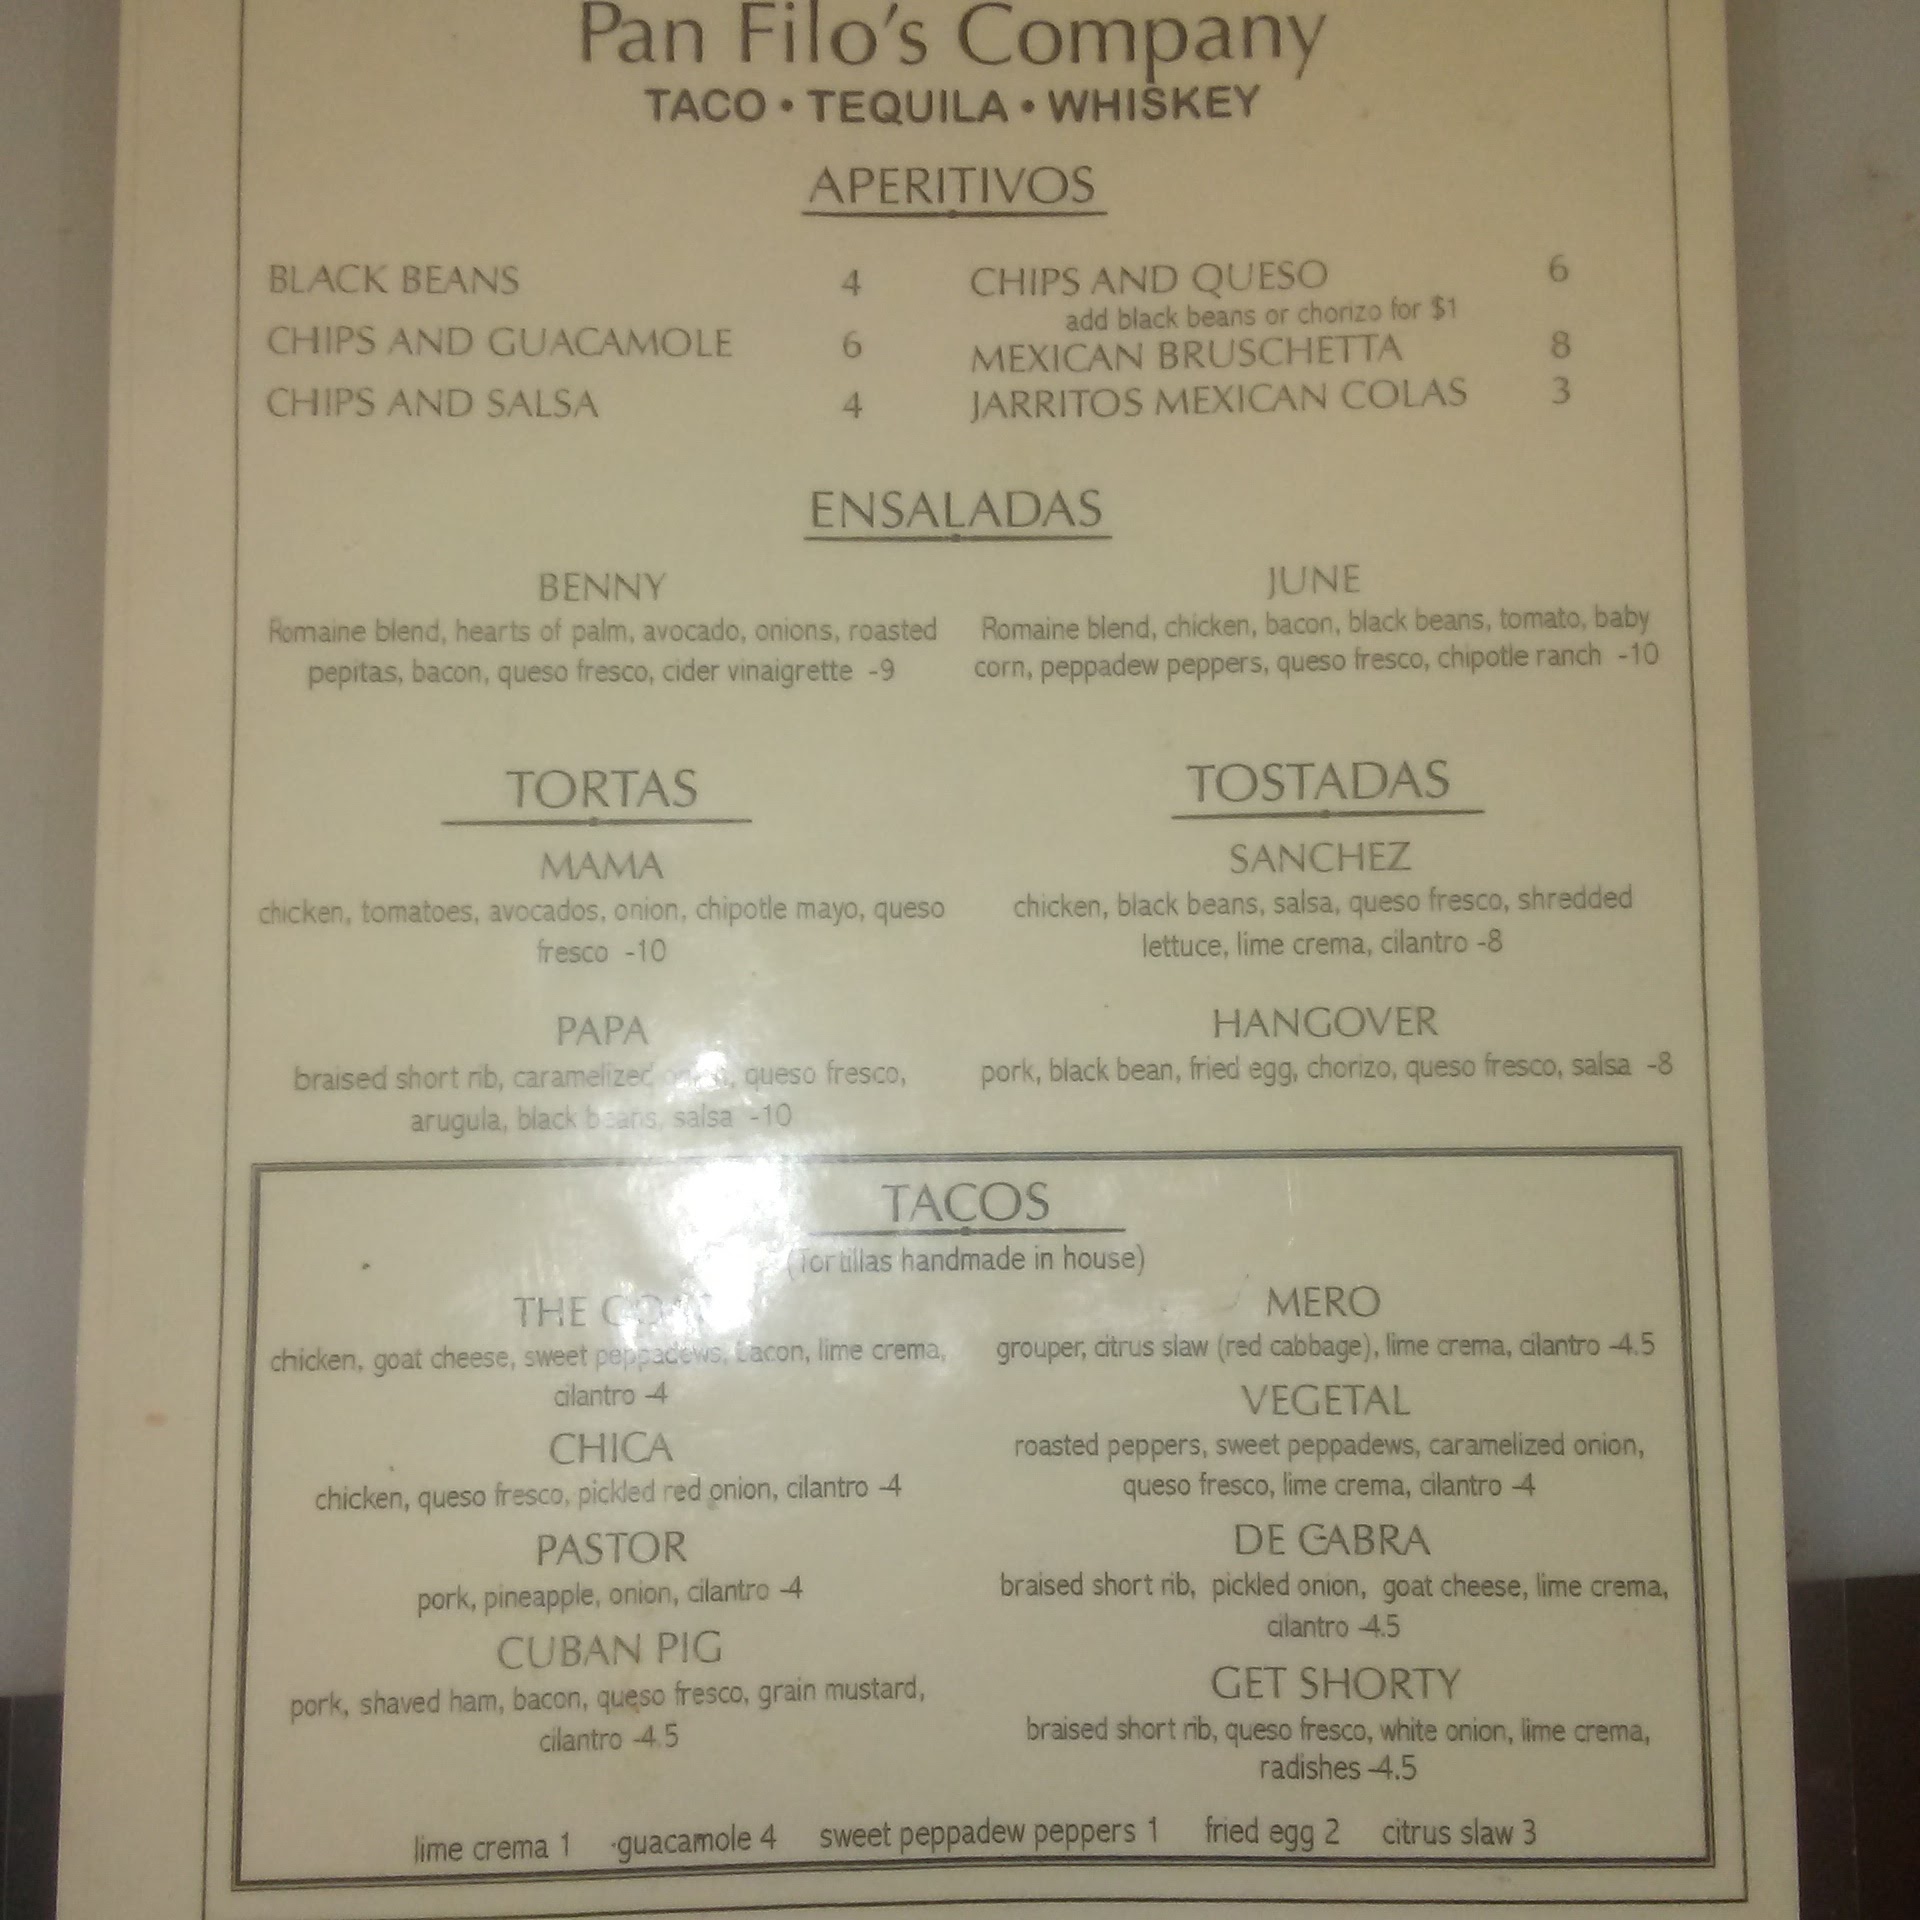 Pan Filo's Company
TACO • TEQUILA • WHISKEY
APERITIVOS
BLACK BEANS 4
CHIPS AND GUACAMOLE 6
CHIPS AND SALSA 4
CHIPS AND QUESO 6
add black beans or chorizo for $1
MEXICAN BRUSCHETTA 8
JARRITOS MEXICAN COLAS 3
ENSALADAS
BENNY
Romaine blend, hearts of palm, avocado, onions, roasted
pepitas, bacon, queso fresco, cider vinaigrette -9
JUNE
Romaine blend, chicken, bacon, black beans, tomato, baby
corn, peppadew peppers, queso fresco, chipotle ranch -10
TORTAS
MAMA
chicken, tomatoes, avocados, onion, chipotle mayo, queso
fresco -10
PAPA
braised short rib, caramelized queso fresco,
arugula, black beans, salsa -10
TOSTADAS
SANCHEZ
chicken, black beans, salsa, queso fresco, shredded
lettuce, lime crema, cilantro -8
HANGOVER
pork, black bean, fried egg, chorizo, queso fresco, salsa -8
TACOS
(Tortillas handmade in house)
THE
chicken, goat cheese, sweet peppadews, bacon, lime crema,
cilantro -4
CHICA
chicken, queso fresco, pickled red onion, cilantro -4
PASTOR
pork, pineapple, onion, cilantro -4
CUBAN PIG
pork, shaved ham, bacon, queso fresco, grain mustard,
cilantro -4.5
MERO
grouper, citrus slaw (red cabbage), lime crema, cilantro -4.5
VEGETAL
roasted peppers, sweet peppadews, caramelized onion,
queso fresco, lime crema, cilantro -4
DE CABRA
braised short rib, pickled onion, goat cheese, lime crema,
cilantro -4.5
GET SHORTY
braised short rib, queso fresco, white onion, lime crema,
radishes -4.5
lime crema 1 guacamole 4 sweet peppadew peppers 1 fried egg 2 citrus slaw 3